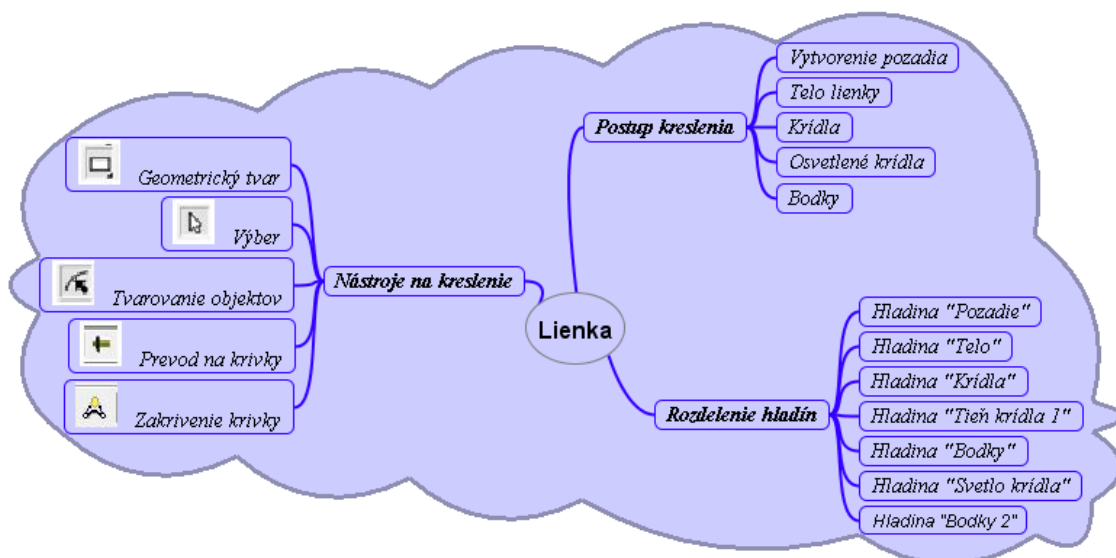 Lienka
Postup kreslenia
Vytvorenie pozadia
Telo lienky
Krídla
Osvetlené krídla
Bodky
Nástroje na kreslenie
Geometrický tvar
Výber
Tvarovanie objektov
Prevod na krivky
Zakrivenie krivky
Rozdelenie hladín
Hladina "Pozadie"
Hladina "Telo"
Hladina "Krídla"
Hladina "Tieň krídla 1"
Hladina "Bodky"
Hladina "Svetlo krídla"
Hladina "Bodky 2"